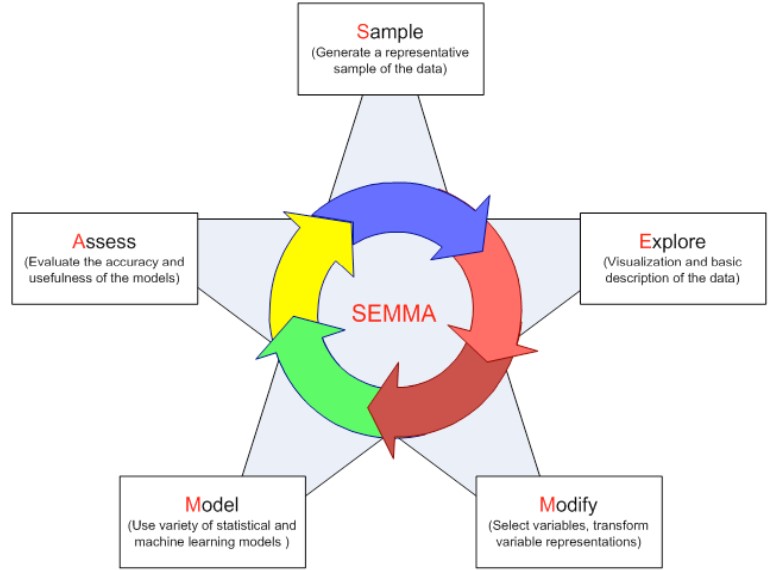 Sample
(Generate a representative
sample of the data)
Assess
(Evaluate the accuracy and
usefulness of the models)
Explore
(Visualization and basic
description of the data)
SEMMA
Model
(Use variety of statistical and
machine learning models )
Modify
(Select variables, transform
variable representations)